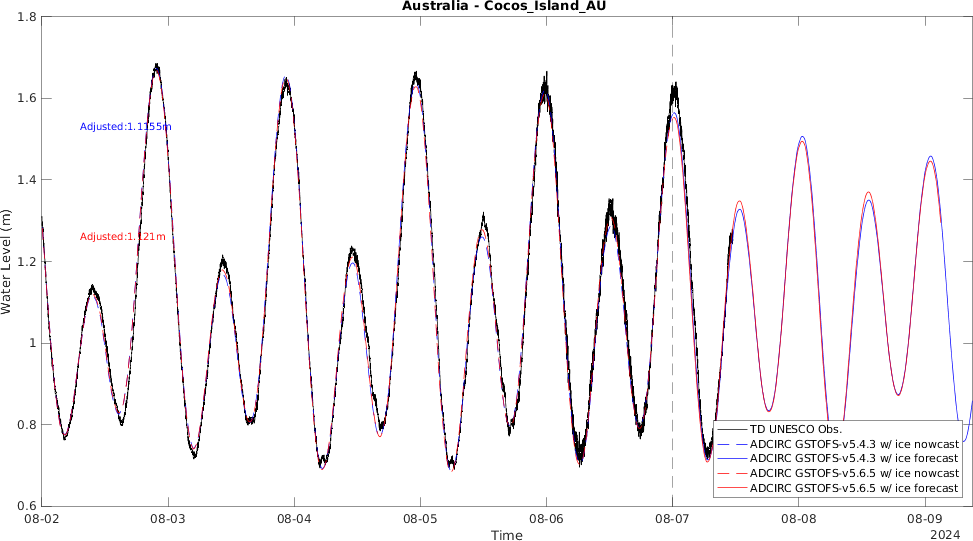 Australia - Cocos_Island_AU
1.8
1.6
1.4
1.2
1
0.8
0.6
Water Level (m)
Adjusted:1.1155m
Adjusted:1.121m
TD UNESCO Obs.
ADCIRC GSTOFS-v5.4.3 w/ ice nowcast
ADCIRC GSTOFS-v5.4.3 w/ ice forecast
ADCIRC GSTOFS-v5.6.5 w/ ice nowcast
ADCIRC GSTOFS-v5.6.5 w/ ice forecast
08-02 08-03 08-04 08-05 08-06 08-07 08-08 08-09
Time
2024